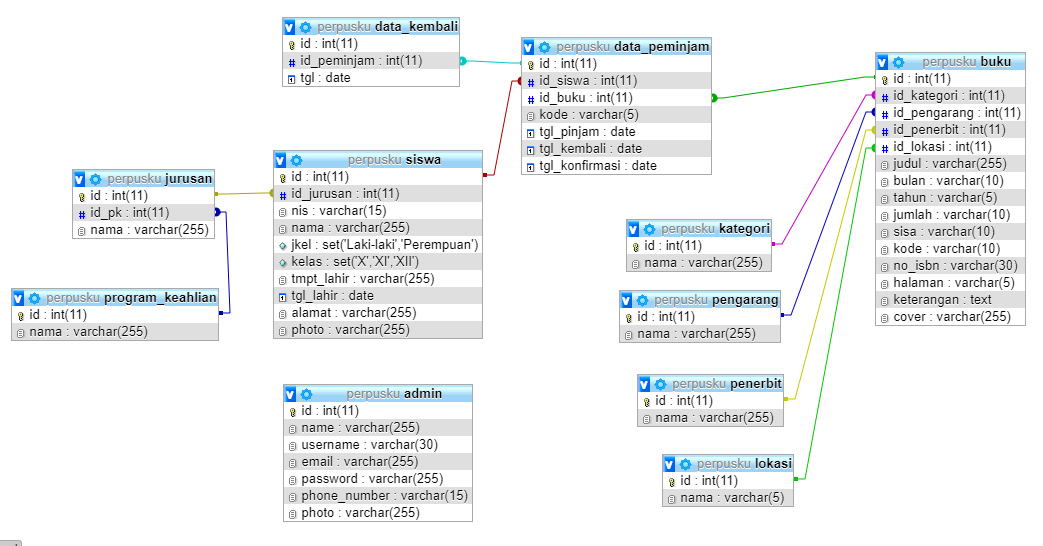 perpusku data_kembali
id : int(11)
id_peminjam : int(11)
tgl : date
perpusku data_peminjam
id : int(11)
id_siswa : int(11)
id_buku : int(11)
kode : varchar(5)
tgl_pinjam : date
tgl_kembali : date
tgl_konfirmasi : date
perpusku buku
id : int(11)
id_kategori : int(11)
id_pengarang : int(11)
id_penerbit : int(11)
id_lokasi : int(11)
judul : varchar(255)
bulan : varchar(10)
tahun : varchar(5)
jumlah : varchar(10)
sisa : varchar(10)
kode : varchar(10)
no_isbn : varchar(30)
halaman : varchar(5)
keterangan : text
cover : varchar(255)
perpusku siswa
id : int(11)
id_jurusan : int(11)
nis : varchar(15)
nama : varchar(255)
jkel : set('Laki-laki','Perempuan')
kelas : set('X','XI','XII')
tmpt_lahir : varchar(255)
tgl_lahir : date
alamat : varchar(255)
photo : varchar(255)
perpusku jurusan
id : int(11)
id_pk : int(11)
nama : varchar(255)
perpusku program_keahlian
id : int(11)
nama : varchar(255)
perpusku kategori
id : int(11)
nama : varchar(255)
perpusku pengarang
id : int(11)
nama : varchar(255)
perpusku penerbit
id : int(11)
nama : varchar(255)
perpusku lokasi
id : int(11)
nama : varchar(5)
perpusku admin
id : int(11)
name : varchar(255)
username : varchar(30)
email : varchar(255)
password : varchar(255)
phone_number : varchar(15)
photo : varchar(255)